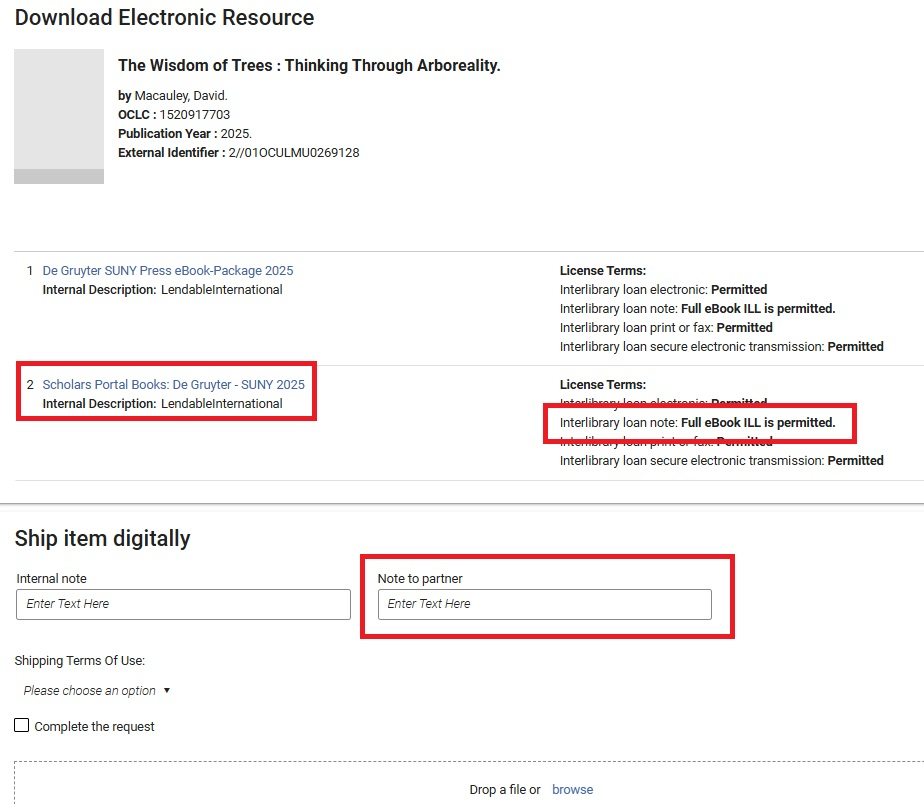 Download Electronic Resource
The Wisdom of Trees : Thinking Through Arboreality.
by Macauley, David.
OCLC : 1520917703
Publication Year : 2025.
External Identifier : 2//01OCULMU0269128
1 De Gruyter SUNY Press eBook-Package 2025
Internal Description: LendableInternational
License Terms:
Interlibrary loan electronic: Permitted
Interlibrary loan note: Full eBook ILL is permitted.
Interlibrary loan print or fax: Permitted
Interlibrary loan secure electronic transmission: Permitted
2 Scholars Portal Books: De Gruyter - SUNY 2025
Internal Description: LendableInternational
License Terms:
Interlibrary loan electronic: Permitted
Interlibrary loan note: Full eBook ILL is permitted.
Interlibrary loan print or fax: Permitted
Interlibrary loan secure electronic transmission: Permitted
Ship item digitally
Internal note
Enter Text Here
Note to partner
Enter Text Here
Shipping Terms Of Use:
Please choose an option
Complete the request
Drop a file or browse